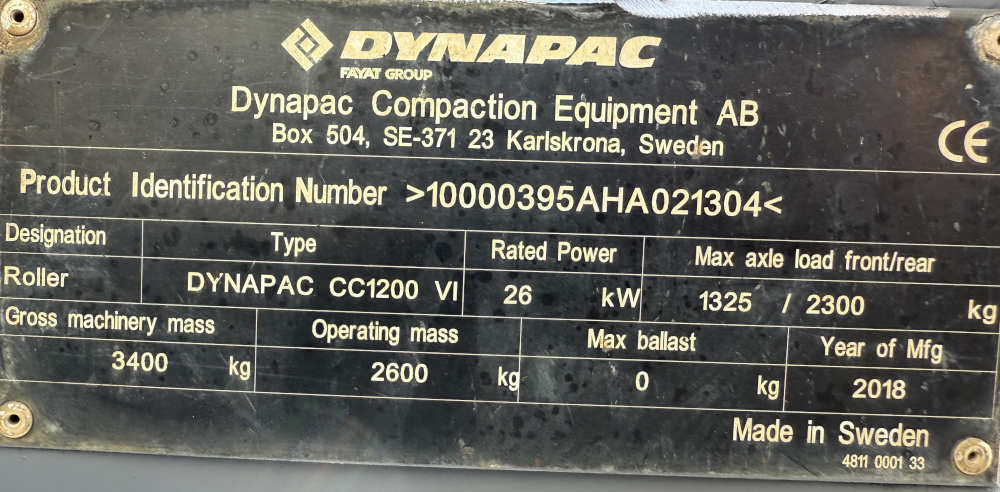 DYNAPAC
FAYAT GROUP
Dynapac Compaction Equipment AB
Box 504, SE-371 23 Karlskrona, Sweden
CE
Product Identification Number >10000395AHA021304<
Designation Type Rated Power Max axle load front/rear
Roller DYNAPAC CC1200 VI 26 kW 1325 / 2300 kg
Gross machinery mass Operating mass Max ballast Year of Mfg
3400 kg 2600 kg 0 kg 2018
Made in Sweden
4811 0001 33